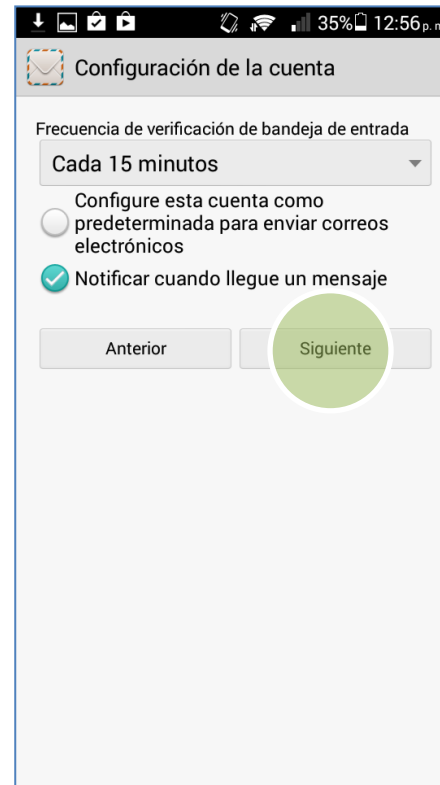 35% 12:56 p. m
Configuración de la cuenta
Frecuencia de verificación de bandeja de entrada
Cada 15 minutos
Configure esta cuenta como
predeterminada para enviar correos
electrónicos
Notificar cuando llegue un mensaje
Anterior Siguiente